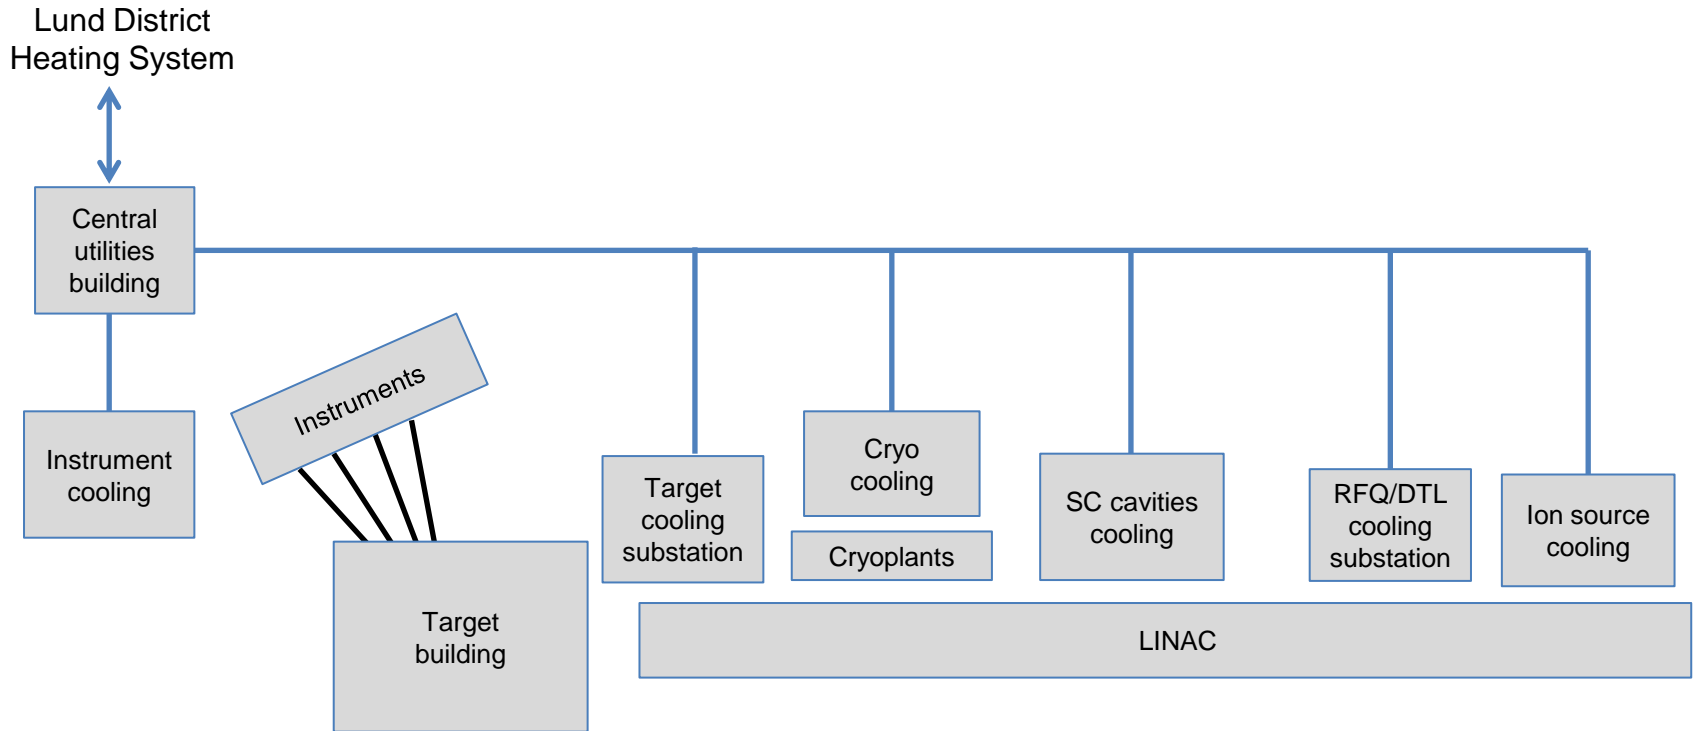 Lund District
Heating System
Central
utilities
building
Instruments
Instrument
cooling
Target
cooling
substation
Cryo
cooling
Cryoplants
SC cavities
cooling
RFQ/DTL
cooling
substation
Ion source
cooling
Target
building
LINAC